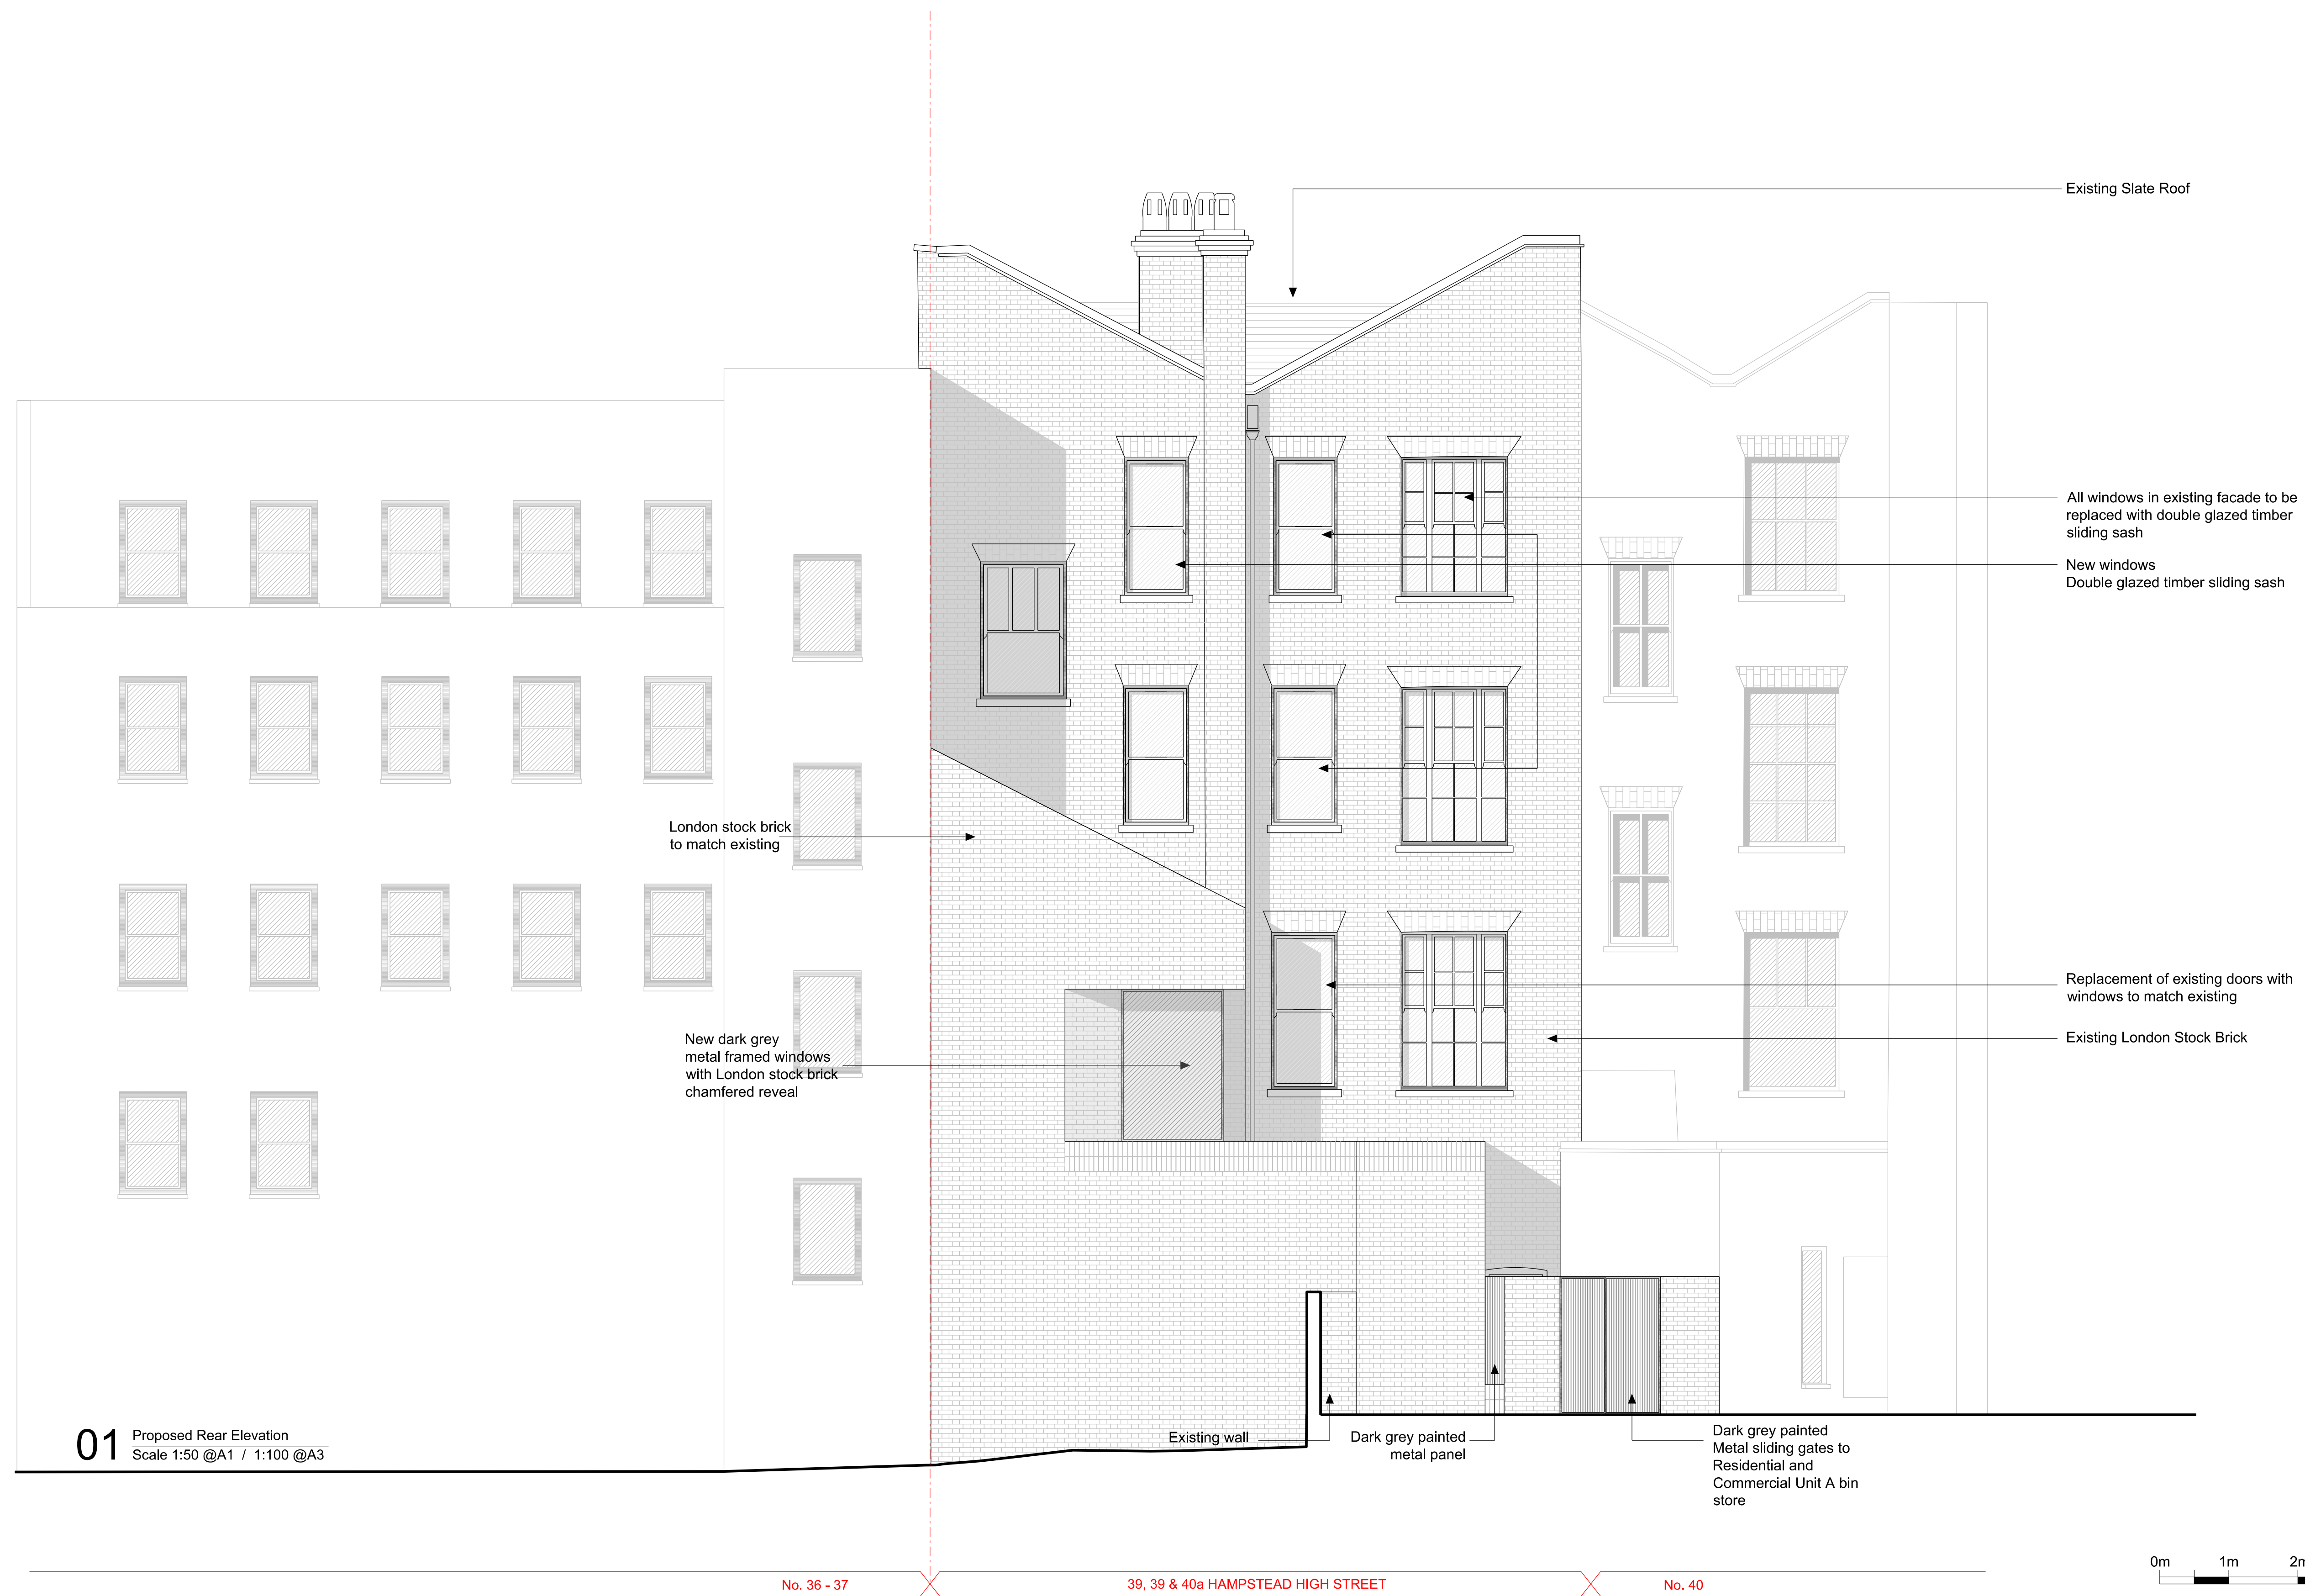 Existing Slate Roof
All windows in existing facade to be
replaced with double glazed timber
sliding sash
New windows
Double glazed timber sliding sash
London stock brick
to match existing
Replacement of existing doors with
windows to match existing
New dark grey
metal framed windows
with London stock brick
chamfered reveal
Existing London Stock Brick
01
Proposed Rear Elevation
Scale 1:50 @A1 / 1:100 @A3
Existing wall
Dark grey painted
metal panel
Dark grey painted
Metal sliding gates to
Residential and
Commercial Unit A bin
store
0m 1m
No. 36 - 37
39, 39 & 40a HAMPSTEAD HIGH STREET
No. 40